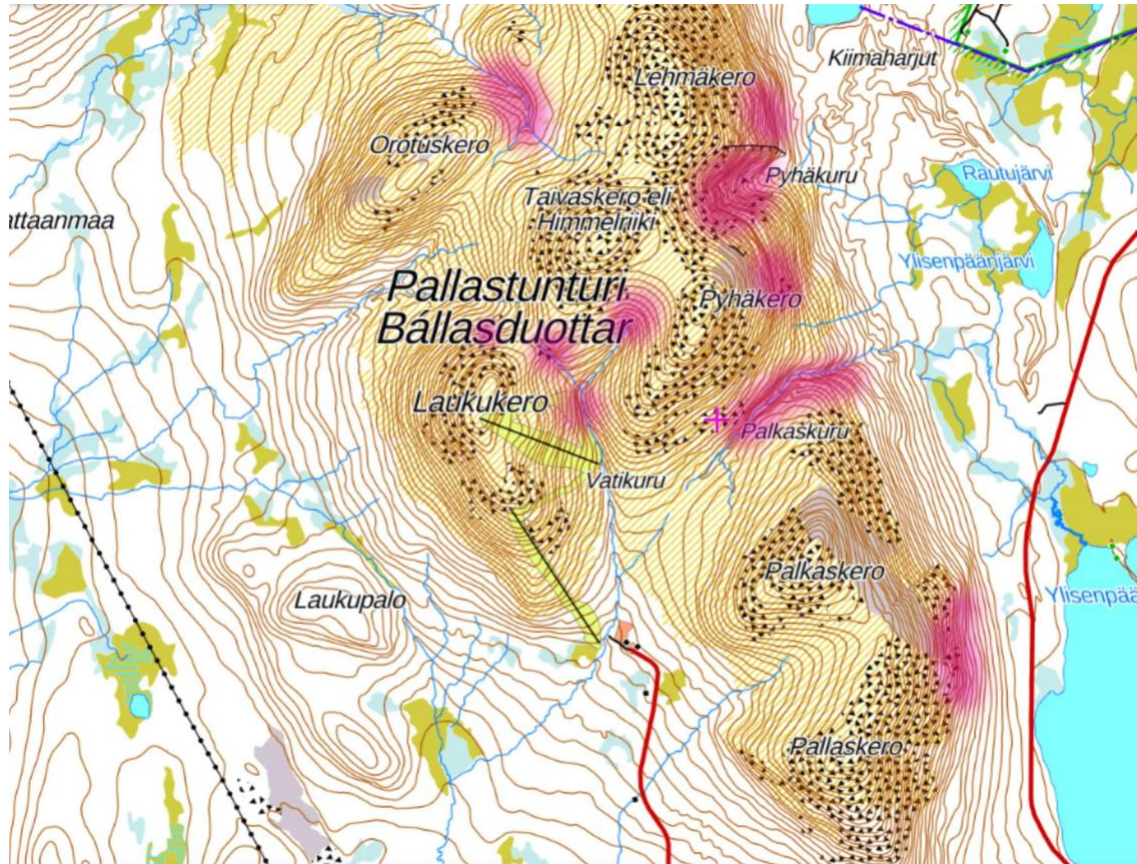 Kiimaharjut
Lehmäkero
Orotuskero
Pyhäkuru
Rautujärvi
Taivaskero eli
Himmelriiki
ttaanmaa
Ylisenpäänjärvi
Pallastunturi
Bállasduottar
Pyhäkero
Laukukero
Palkaskuru
Vatikuru
Palkaskero
Laukupalo
Ylisenpää
Pallaskero